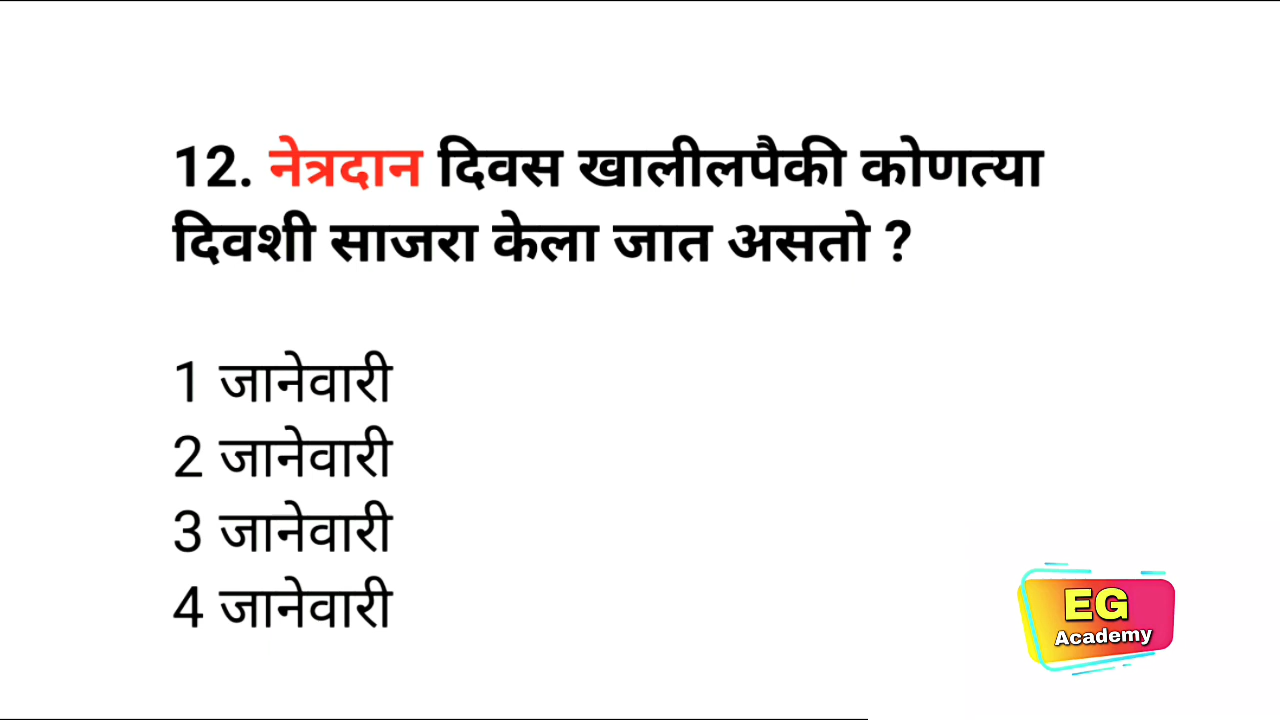 12. नेत्रदान दिवस खालीलपैकी कोणत्या
दिवशी साजरा केला जात असतो ?
1 जानेवारी
2 जानेवारी
3 जानेवारी
4 जानेवारी
EG
Academy